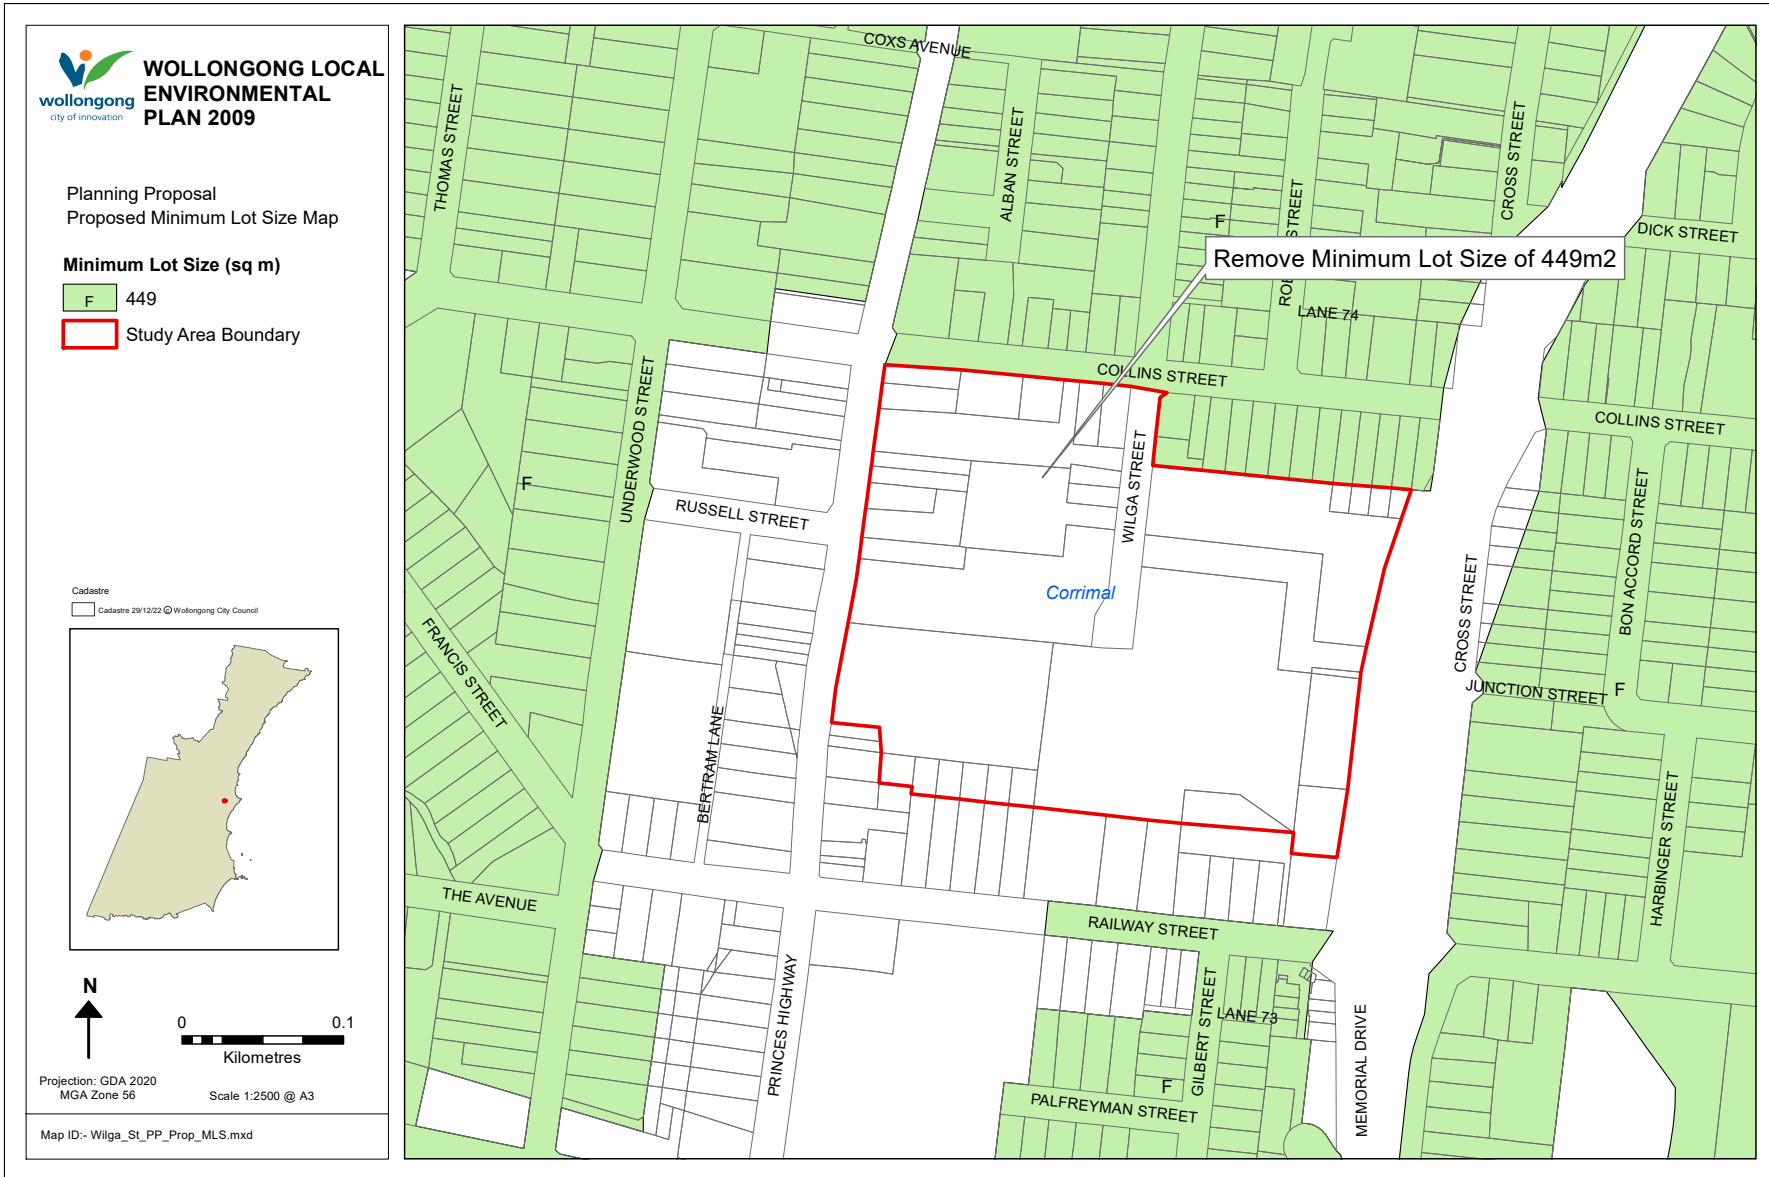 wollongong
city of innovation
WOLLONGONG LOCAL
ENVIRONMENTAL
PLAN 2009
Planning Proposal
Proposed Minimum Lot Size Map
Minimum Lot Size (sq m)
F 449
Study Area Boundary
Cadastre
Cadastre 29/12/22 © Wollongong City Council
N
0 0.1
Kilometres
Projection: GDA 2020
MGA Zone 56
Scale 1:2500 @ A3
Map ID:- Wilga_St_PP_Prop_MLS.mxd
COXS AVENUE
THOMAS STREET
ALBAN STREET
CROSS STREET
F
DICK STREET
Remove Minimum Lot Size of 449m2
LANE 74
COLLINS STREET
UNDERWOOD STREET
COLLINS STREET
WILGA STREET
F
RUSSELL STREET
BON ACCORD STREET
Corrimal
CROSS STREET
FRANCIS STREET
JUNCTION STREET
F
BERTRAM LANE
HARBINGER STREET
THE AVENUE
RAILWAY STREET
PRINCES HIGHWAY
GILBERT STREET
LANE 73
MEMORIAL DRIVE
F
PALFREYMAN STREET